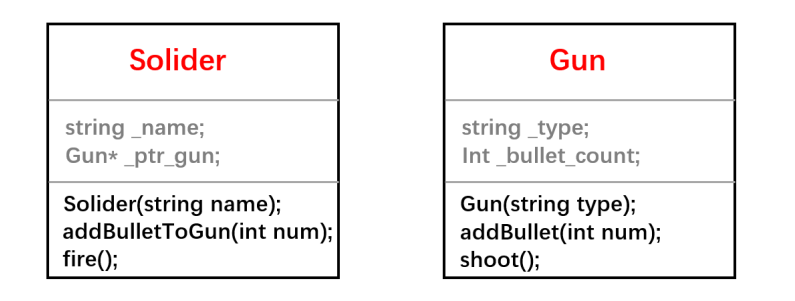 Solider
string _name;
Gun* _ptr_gun;
Solider(string name);
addBulletToGun(int num);
fire();
Gun
string _type;
Int _bullet_count;
Gun(string type);
addBullet(int num);
shoot();